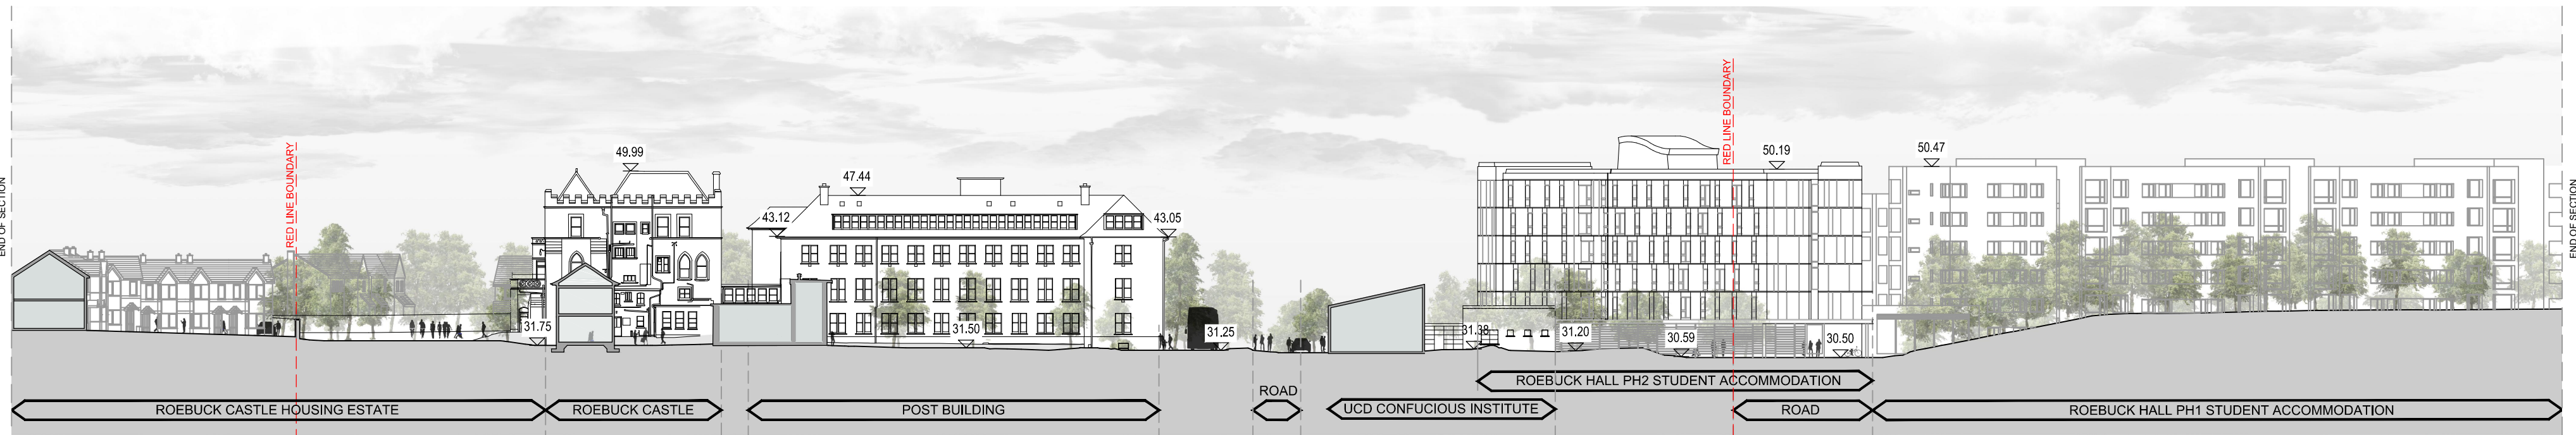 END OF SECTION
RED LINE BOUNDARY
49.99
47.44
43.12
43.05
RED LINE BOUNDARY
50.19
50.47
END OF SECTION
31.75
31.50
31.25
31.38
31.20
30.59
30.50
ROEBUCK HALL PH2 STUDENT ACCOMMODATION
ROAD
ROEBUCK CASTLE HOUSING ESTATE
ROEBUCK CASTLE
POST BUILDING
UCD CONFUCIOUS INSTITUTE
ROAD
ROEBUCK HALL PH1 STUDENT ACCOMMODATION